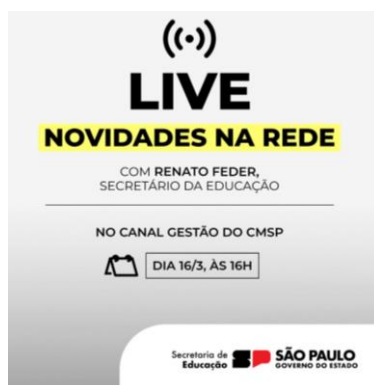 LIVE
NOVIDADES NA REDE
COM RENATO FEDER,
SECRETÁRIO DA EDUCAÇÃO
NO CANAL GESTÃO DO CMSP
DIA 16/3, ÀS 16H
Secretaria de
Educação
SÃO PAULO
GOVERNO DO ESTADO